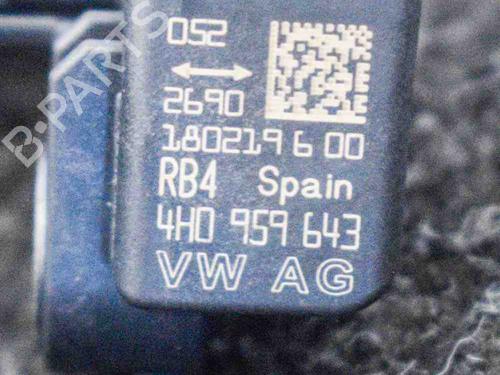 052
2690
180219 6 00
RB4 Spain
4H0 959 643
VW AG
B-PARTS